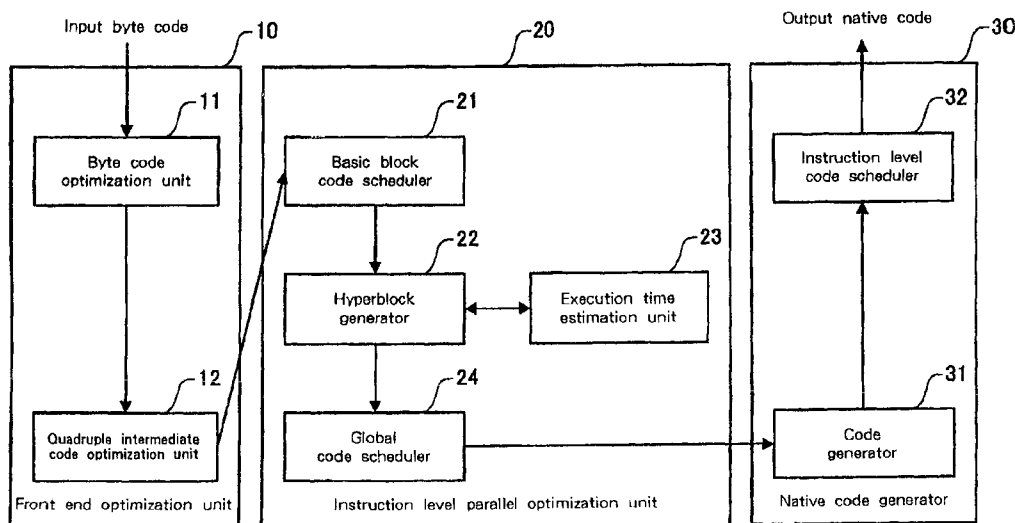 Input byte code
10
11
Byte code
optimization unit
12
Quadruple intermediate
code optimization unit
Front end optimization unit
20
21
Basic block
code scheduler
22
Hyperblock
generator
23
Execution time
estimation unit
24
Global
code scheduler
Instruction level parallel optimization unit
Output native code
30
32
Instruction level
code scheduler
31
Code
generator
Native code generator